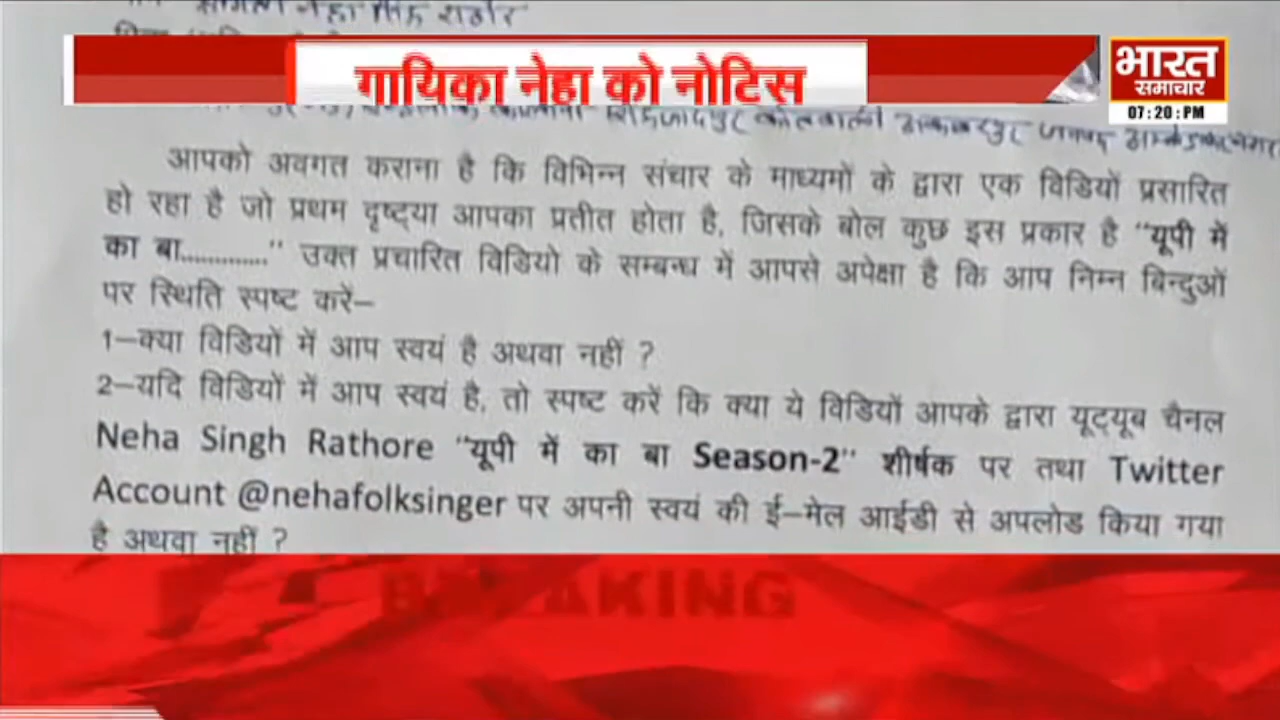 नेहा सिंह राठौर
गायिका नेहा को नोटिस
भारत
समाचार
07:20:PM
आपको अवगत कराना है कि विभिन्न संचार के माध्यमों के द्वारा एक विडियों प्रसारित
हो रहा है जो प्रथम दृष्ट्या आपका प्रतीत होता है, जिसके बोल कुछ इस प्रकार है "यूपी में
का बा............." उक्त प्रचारित विडियो के सम्बन्ध में आपसे अपेक्षा है कि आप निम्न बिन्दुओं
पर स्थिति स्पष्ट करें–
1–क्या विडियों में आप स्वयं है अथवा नहीं ?
2–यदि विडियों में आप स्वयं है, तो स्पष्ट करें कि क्या ये विडियों आपके द्वारा यूट्यूब चैनल
Neha Singh Rathore "यूपी में का बा Season-2" शीर्षक पर तथा Twitter
Account @nehafolksinger पर अपनी स्वयं की ई–मेल आईडी से अपलोड किया गया
है अथवा नहीं ?
BREAKING